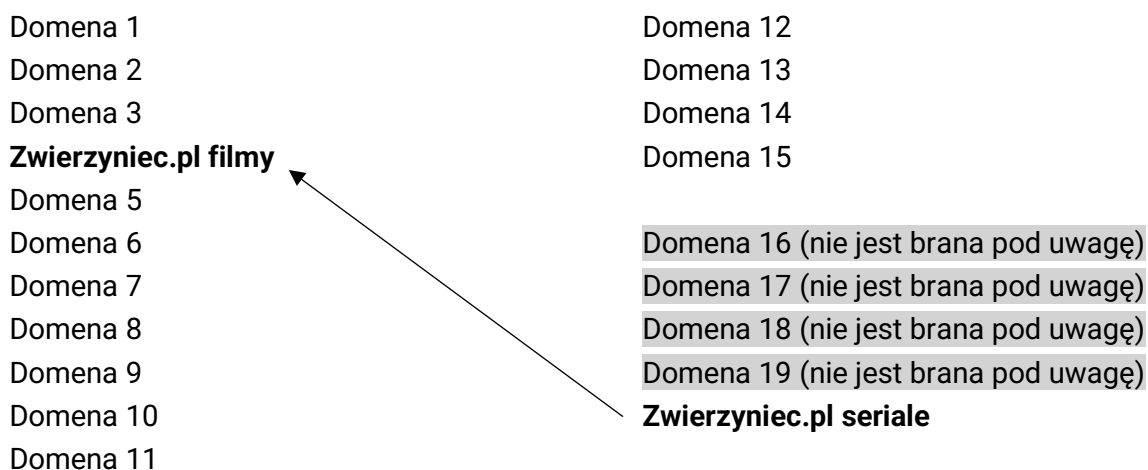 Domena 1
Domena 2
Domena 3
Zwierzyniec.pl filmy
Domena 5
Domena 6
Domena 7
Domena 8
Domena 9
Domena 10
Domena 11
Domena 12
Domena 13
Domena 14
Domena 15
Domena 16 (nie jest brana pod uwagę)
Domena 17 (nie jest brana pod uwagę)
Domena 18 (nie jest brana pod uwagę)
Domena 19 (nie jest brana pod uwagę)
Zwierzyniec.pl seriale